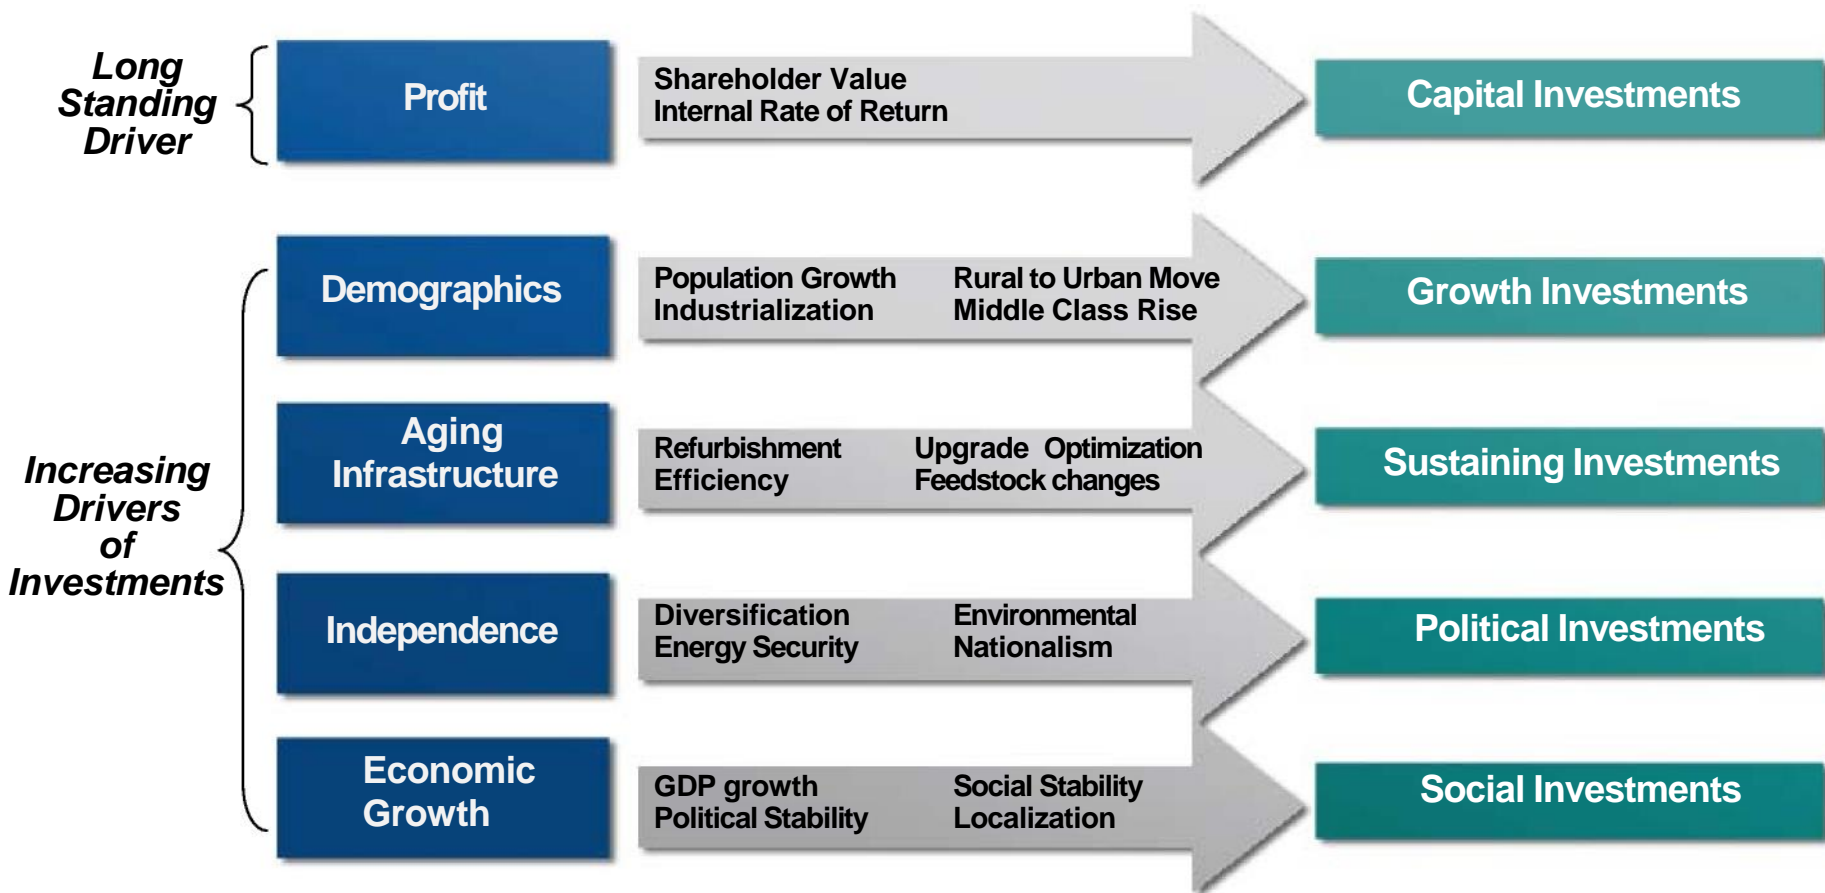 Long
Standing
Driver
Profit
Shareholder Value
Internal Rate of Return
Capital Investments
Increasing
Drivers
of
Investments
Demographics
Population Growth Rural to Urban Move
Industrialization Middle Class Rise
Growth Investments
Aging
Infrastructure
Refurbishment Upgrade Optimization
Efficiency Feedstock changes
Sustaining Investments
Independence
Diversification Environmental
Energy Security Nationalism
Political Investments
Economic
Growth
GDP growth Social Stability
Political Stability Localization
Social Investments